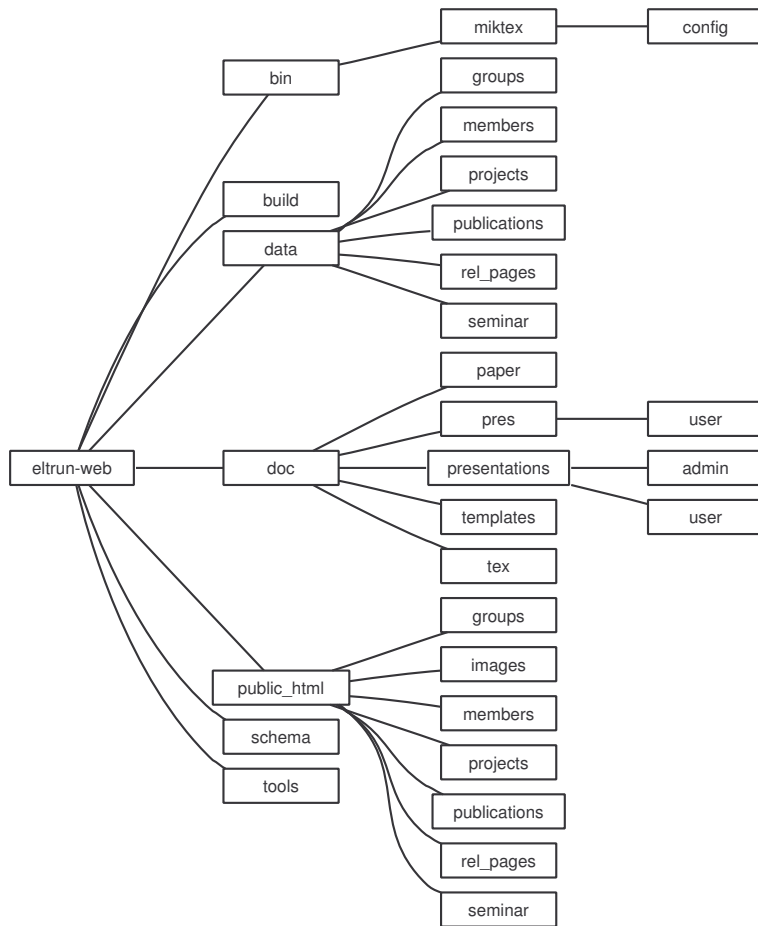 miktex
config
bin
groups
members
projects
build
publications
data
rel_pages
seminar
paper
pres
user
eltrun-web
doc
presentations
admin
templates
user
tex
groups
images
public_html
members
schema
projects
tools
publications
rel_pages
seminar